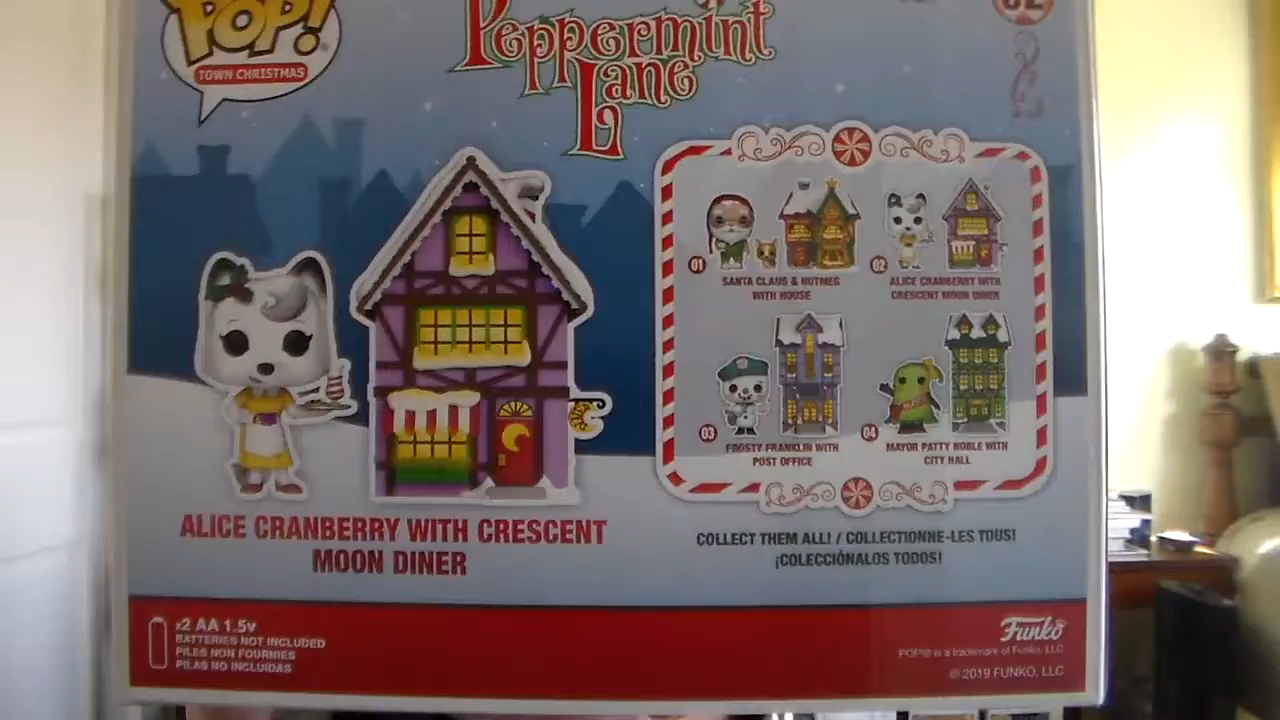 POP!
TOWN CHRISTMAS
Peppermint
Lane
02
01
SANTA CLAUS & NUTMEG
WITH HOUSE
02
ALICE CRANBERRY WITH
CRESCENT MOON DINER
03
FROSTY FRANKLIN WITH
POST OFFICE
04
MAYOR PATTY NOBLE WITH
CITY HALL
ALICE CRANBERRY WITH CRESCENT
MOON DINER
COLLECT THEM ALL! / COLLECTIONNE-LES TOUS!
¡COLECCIÓNALOS TODOS!
x2 AA 1.5v
BATTERIES NOT INCLUDED
PILES NON FOURNIES
PILAS NO INCLUIDAS
Funko
POP!® is a trademark of Funko, LLC
© 2019 FUNKO, LLC